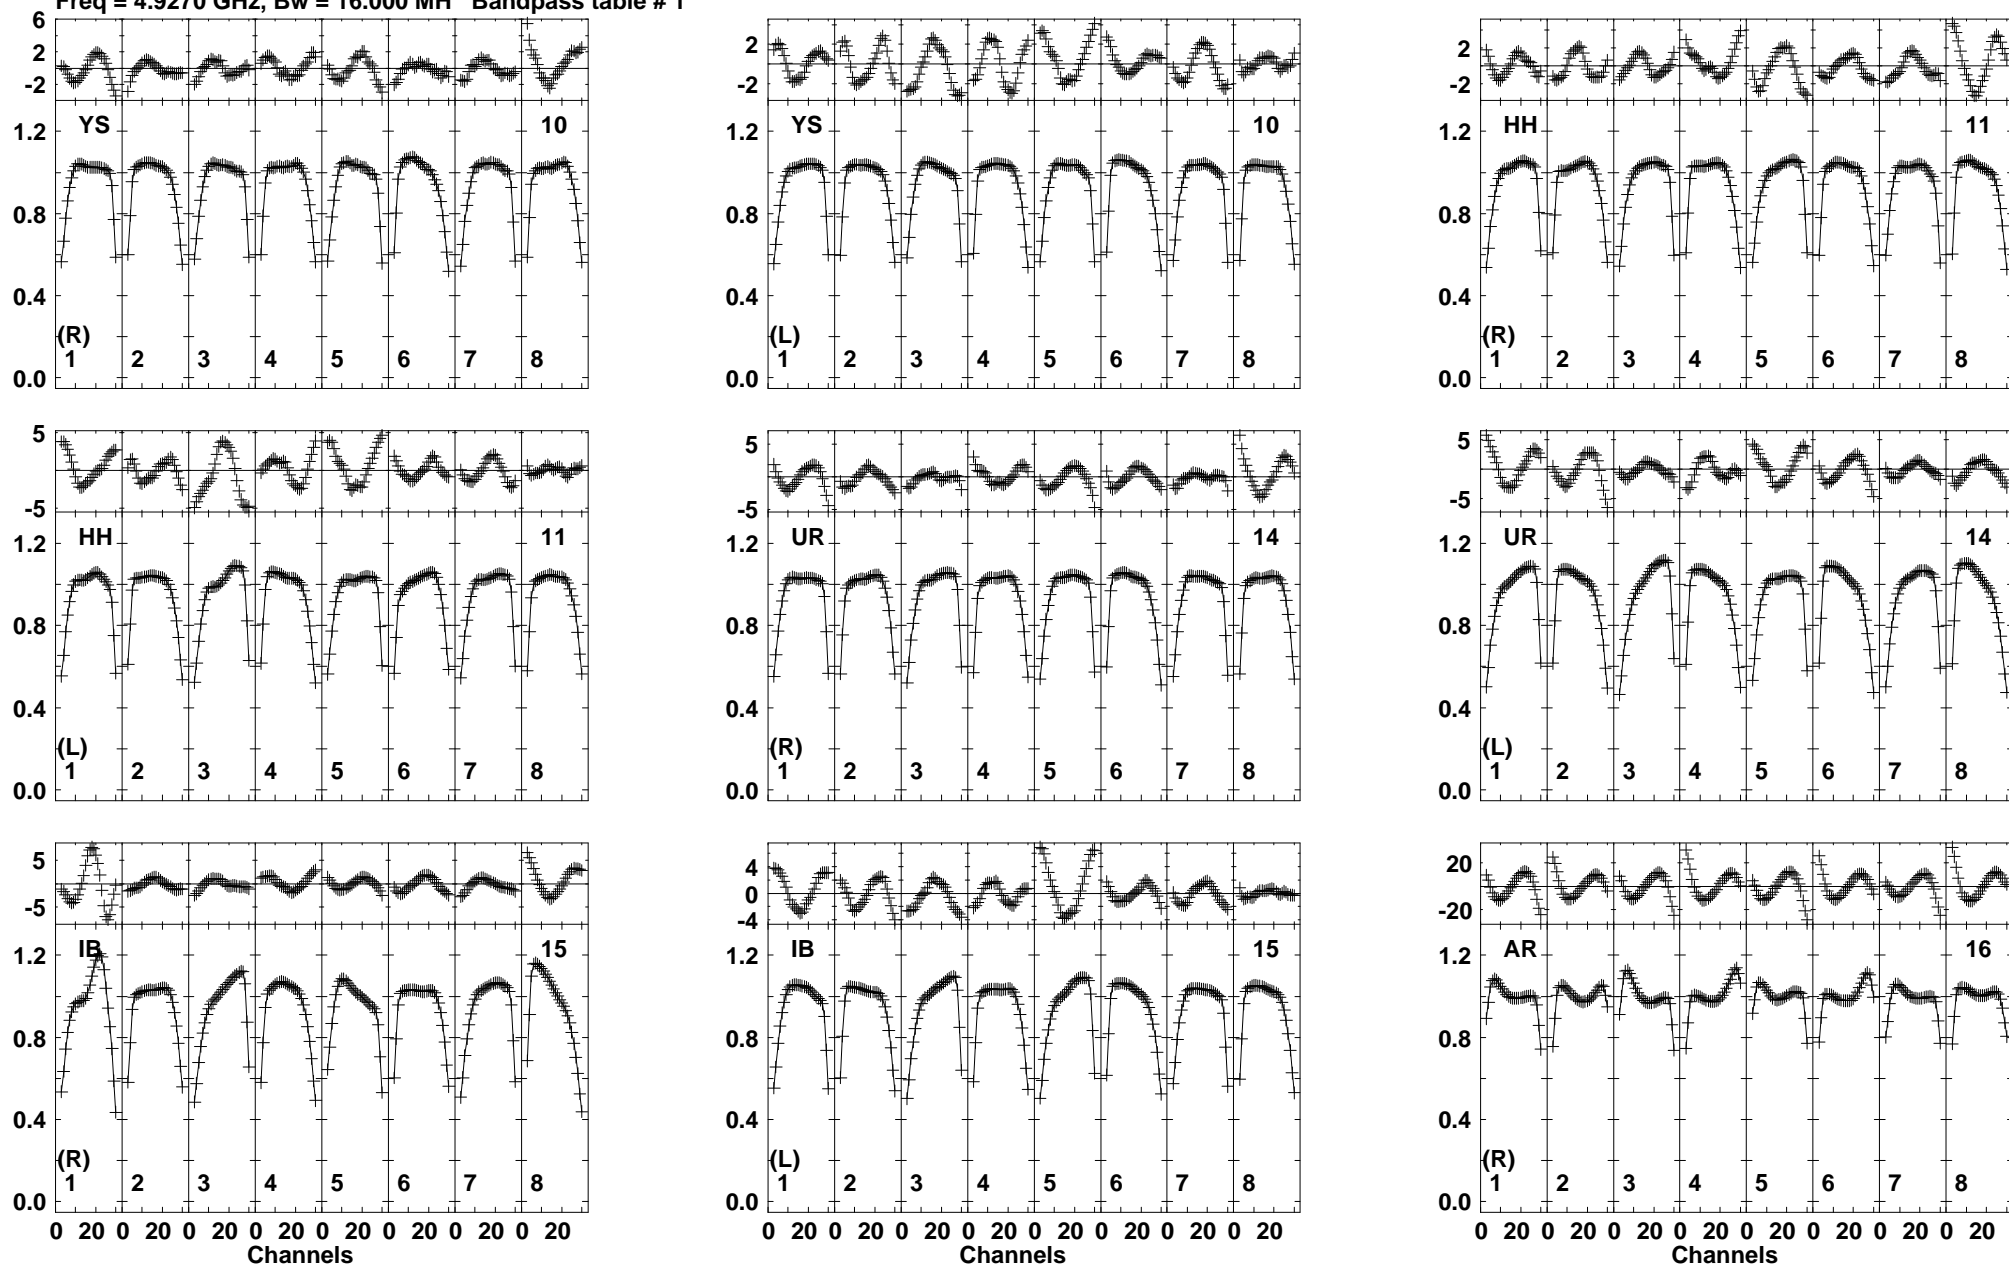 Freq = 4.9270 GHz, Bw = 16.000 MH Bandpass table # 1
6 2 -2 2 -2 2 -2
YS 10 YS 10 HH 11
1.2 1.2 1.2
0.8 0.8 0.8
0.4 0.4 0.4
(R) (L) (R)
1 2 3 4 5 6 7 8 1 2 3 4 5 6 7 8 1 2 3 4 5 6 7 8
0.0 0.0 0.0
5 -5 5 -5 5 -5
HH 11 UR 14 UR 14
1.2 1.2 1.2
0.8 0.8 0.8
0.4 0.4 0.4
(L) (R) (L)
1 2 3 4 5 6 7 8 1 2 3 4 5 6 7 8 1 2 3 4 5 6 7 8
0.0 0.0 0.0
5 -5 4 0 -4 20 -20
IB 15 IB 15 AR 16
1.2 1.2 1.2
0.8 0.8 0.8
0.4 0.4 0.4
(R) (L) (R)
1 2 3 4 5 6 7 8 1 2 3 4 5 6 7 8 1 2 3 4 5 6 7 8
0.0 0.0 0.0
0 20 0 20 0 20 0 20 0 20 0 20 0 20 0 20 0 20 0 20 0 20 0 20 0 20 0 20 0 20 0 20 0 20 0 20 0 20 0 20 0 20 0 20 0 20 0 20
Channels Channels Channels